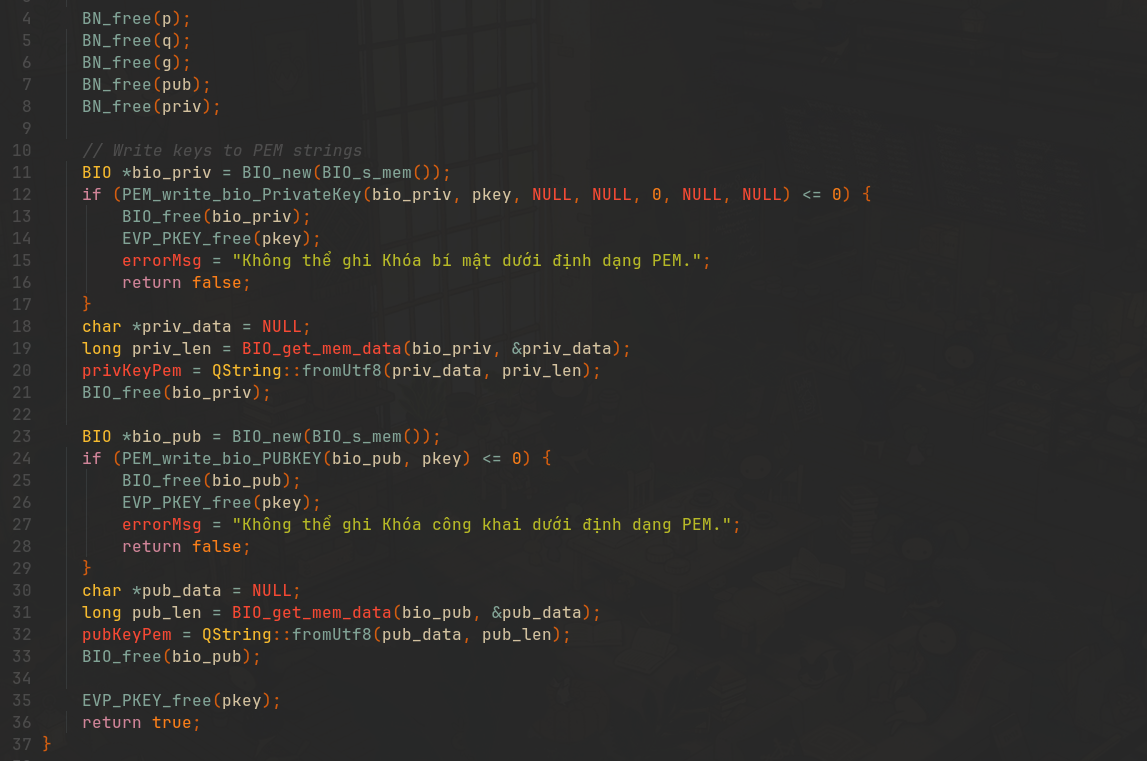 4 BN_free(p);
5 BN_free(q);
6 BN_free(g);
7 BN_free(pub);
8 BN_free(priv);
9
10 // Write keys to PEM strings
11 BIO *bio_priv = BIO_new(BIO_s_mem());
12 if (PEM_write_bio_PrivateKey(bio_priv, pkey, NULL, NULL, 0, NULL, NULL) <= 0) {
13 BIO_free(bio_priv);
14 EVP_PKEY_free(pkey);
15 errorMsg = "Không thể ghi Khóa bí mật dưới định dạng PEM.";
16 return false;
17 }
18 char *priv_data = NULL;
19 long priv_len = BIO_get_mem_data(bio_priv, &priv_data);
20 privKeyPem = QString::fromUtf8(priv_data, priv_len);
21 BIO_free(bio_priv);
22
23 BIO *bio_pub = BIO_new(BIO_s_mem());
24 if (PEM_write_bio_PUBKEY(bio_pub, pkey) <= 0) {
25 BIO_free(bio_pub);
26 EVP_PKEY_free(pkey);
27 errorMsg = "Không thể ghi Khóa công khai dưới định dạng PEM.";
28 return false;
29 }
30 char *pub_data = NULL;
31 long pub_len = BIO_get_mem_data(bio_pub, &pub_data);
32 pubKeyPem = QString::fromUtf8(pub_data, pub_len);
33 BIO_free(bio_pub);
34
35 EVP_PKEY_free(pkey);
36 return true;
37 }